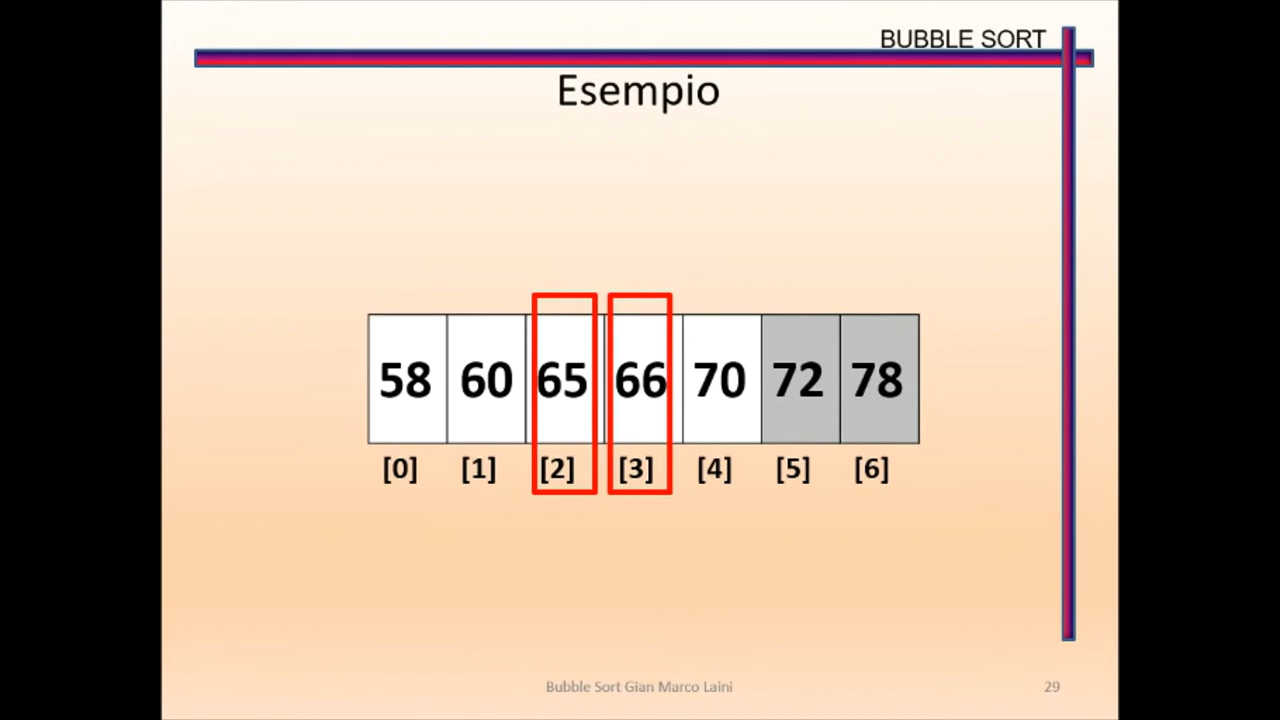 BUBBLE SORT
Esempio
58 60 65 66 70 72 78
[0] [1] [2] [3] [4] [5] [6]
Bubble Sort Gian Marco Laini 29